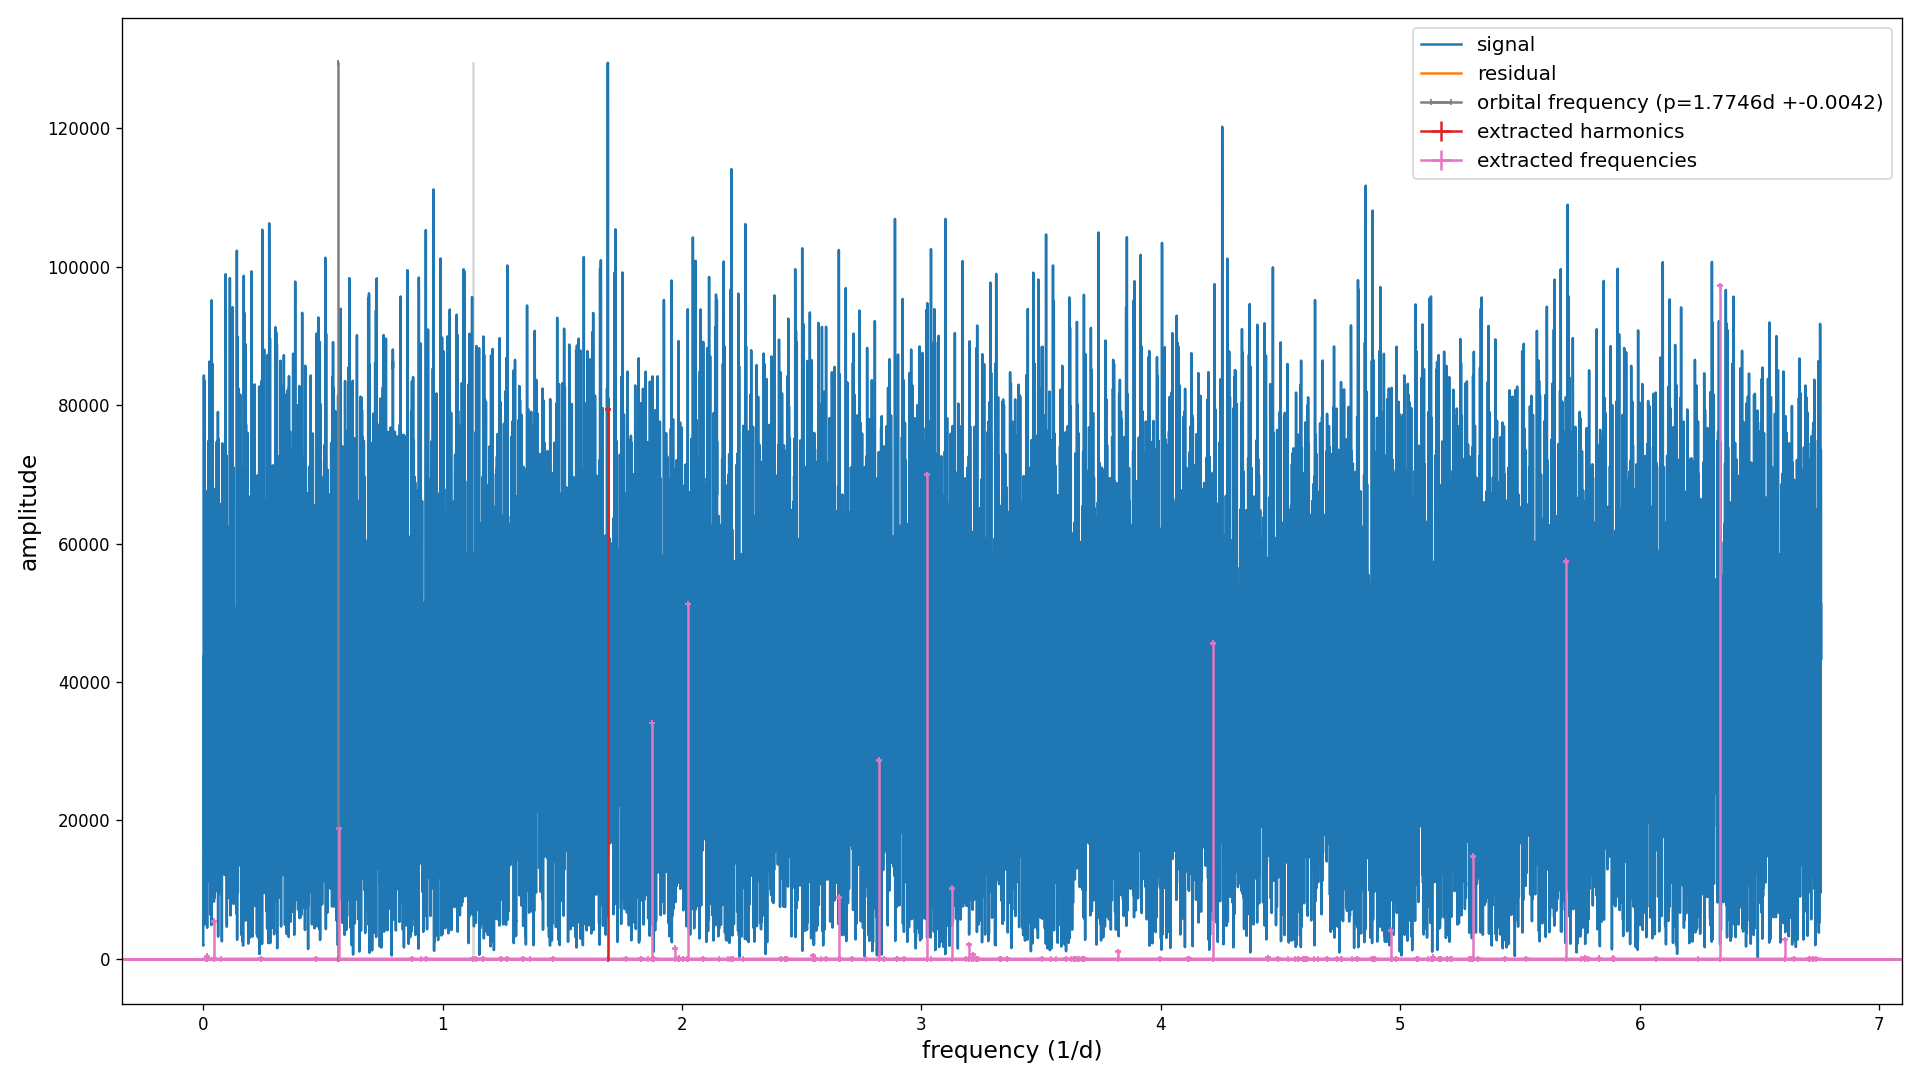 signal
residual
orbital frequency (p=1.7746d +-0.0042)
extracted harmonics
extracted frequencies
120000
100000
80000
60000
40000
20000
0
amplitude
0 1 2 3 4 5 6 7
frequency (1/d)